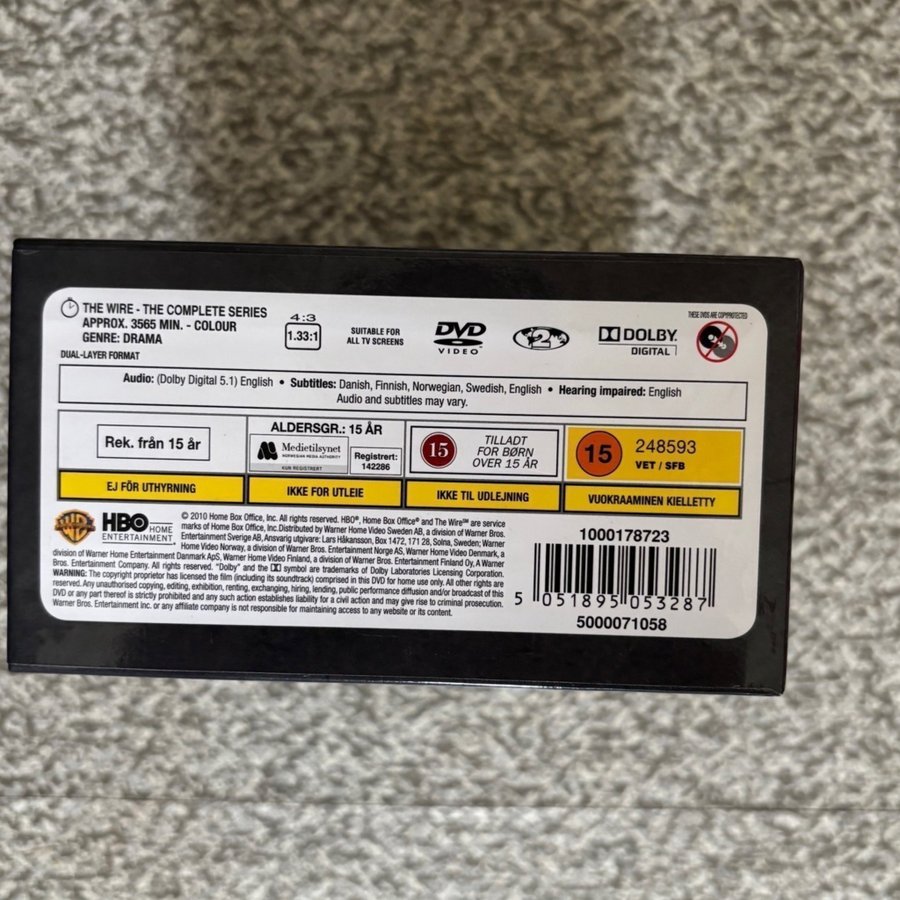 THE WIRE - THE COMPLETE SERIES
APPROX. 3565 MIN. - COLOUR
GENRE: DRAMA
DUAL-LAYER FORMAT
4:3
1.33:1
SUITABLE FOR
ALL TV SCREENS
DVD
VIDEO
2
DOLBY
DIGITAL
THESE DVDS ARE COPYPROTECTED
Audio: (Dolby Digital 5.1) English • Subtitles: Danish, Finnish, Norwegian, Swedish, English • Hearing impaired: English
Audio and subtitles may vary.
Rek. från 15 år
EJ FÖR UTHYRNING
ALDERSGR.: 15 ÅR
Medietilsynet
NORWEGIAN MEDIA AUTHORITY
KUN REGISTRERT
Registrert:
142286
IKKE FOR UTLEIE
15
TILLADT
FOR BØRN
OVER 15 ÅR
IKKE TIL UDLEJNING
15
248593
VET / SFB
VUOKRAAMINEN KIELLETTY
HBO HOME
ENTERTAINMENT
© 2010 Home Box Office, Inc. All rights reserved. HBO®, Home Box Office® and The Wire℠ are service
marks of Home Box Office, Inc.Distributed by Warner Home Video Sweden AB, a division of Warner Bros.
Entertainment Sverige AB, Ansvarig utgivare: Lars Håkansson, Box 1472, 171 28, Solna, Sweden; Warner
Home Video Norway, a division of Warner Bros. Entertainment Norge AS, Warner Home Video Denmark, a
division of Warner Home Entertainment Danmark ApS, Warner Home Video Finland, a division of Warner Bros. Entertainment Finland Oy, A Warner
Bros. Entertainment Company. All rights reserved. "Dolby" and the DD symbol are trademarks of Dolby Laboratories Licensing Corporation.
WARNING: The copyright proprietor has licensed the film (including its soundtrack) comprised in this DVD for home use only. All other rights are
reserved. Any unauthorised copying, editing, exhibition, renting, exchanging, hiring, lending, public performance diffusion and/or broadcast of this
DVD or any part thereof is strictly prohibited and any such action establishes liability for a civil action and may give rise to criminal prosecution.
Warner Bros. Entertainment Inc. or any affiliate company is not responsible for maintaining access to any website or its content.
1000178723
5 051895 053287
5000071058